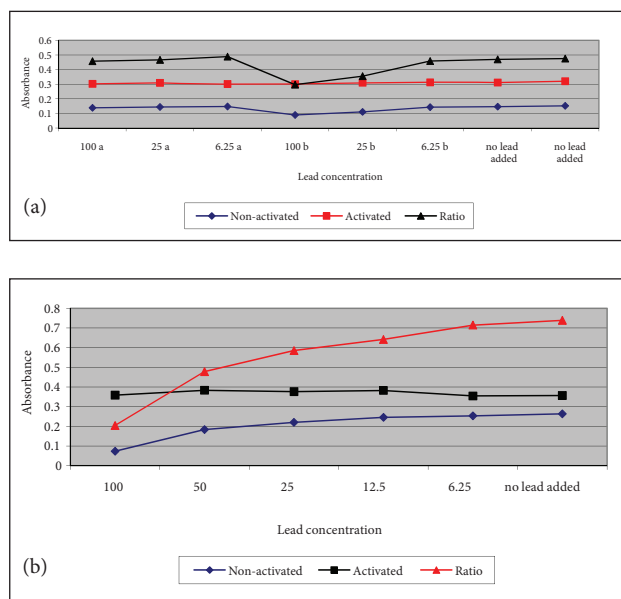 0.6
0.5
0.4
0.3
0.2
0.1
0
Absorbance
100 a 25 a 6.25 a 100 b 25 b 6.25 b no lead added no lead added
Lead concentration
(a)
Non-activated Activated Ratio
0.8
0.7
0.6
0.5
0.4
0.3
0.2
0.1
0
Absorbance
100 50 25 12.5 6.25 no lead added
Lead concentration
(b)
Non-activated Activated Ratio